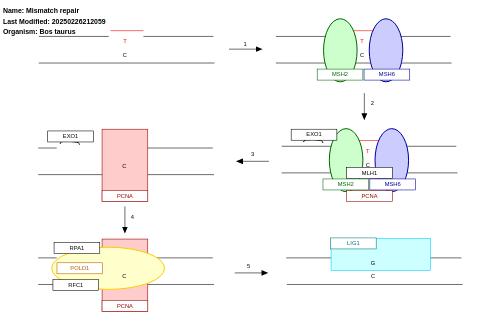 Name: Mismatch repair
Last Modified: 20250226212059
Organism: Bos taurus
T
C
1
T
C
MSH2
MSH6
2
EXO1
T
C
MLH1
MSH2
MSH6
PCNA
3
EXO1
C
PCNA
4
RPA1
POLD1
C
RFC1
PCNA
5
LIG1
G
C